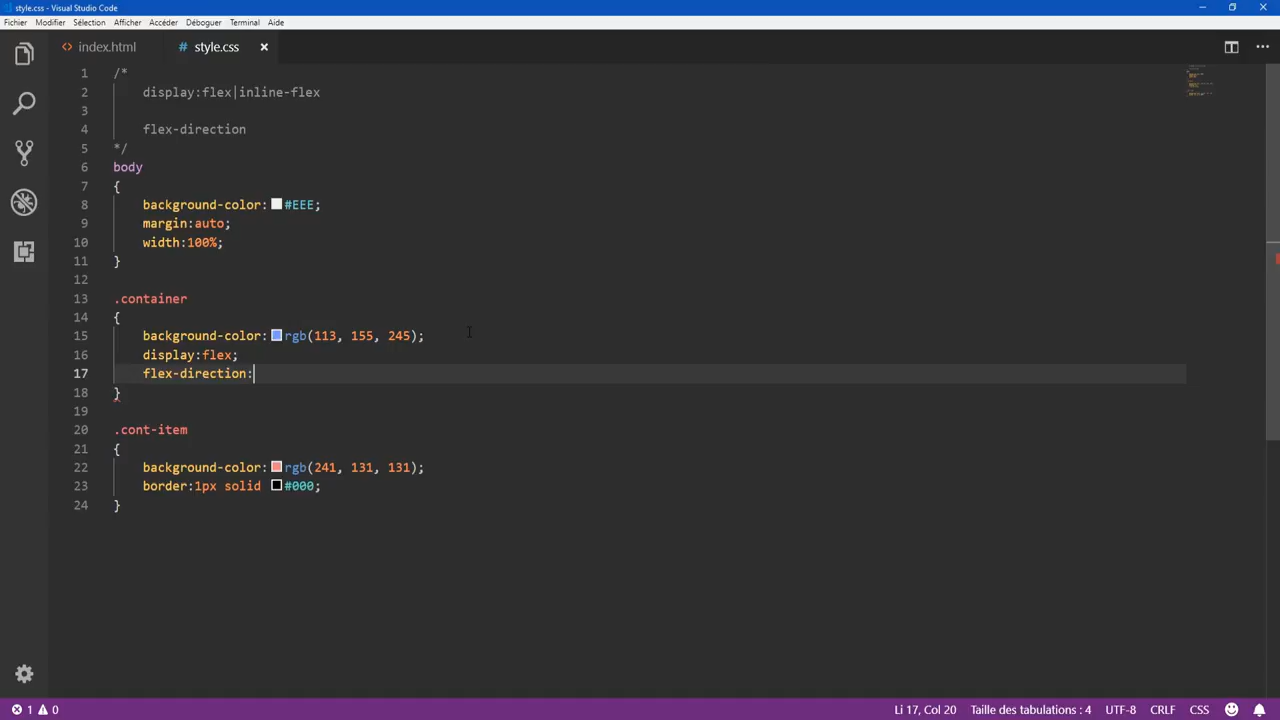 style.css - Visual Studio Code
Fichier Modifier Sélection Afficher Accéder Déboguer Terminal Aide
<> index.html # style.css ×
1 /*
2 display:flex|inline-flex
3
4 flex-direction
5 */
6 body
7 {
8 background-color: #EEE;
9 margin:auto;
10 width:100%;
11 }
12
13 .container
14 {
15 background-color: rgb(113, 155, 245);
16 display:flex;
17 flex-direction:
18 }
19
20 .cont-item
21 {
22 background-color: rgb(241, 131, 131);
23 border:1px solid #000;
24 }
1 0 Li 17, Col 20 Taille des tabulations : 4 UTF-8 CRLF CSS